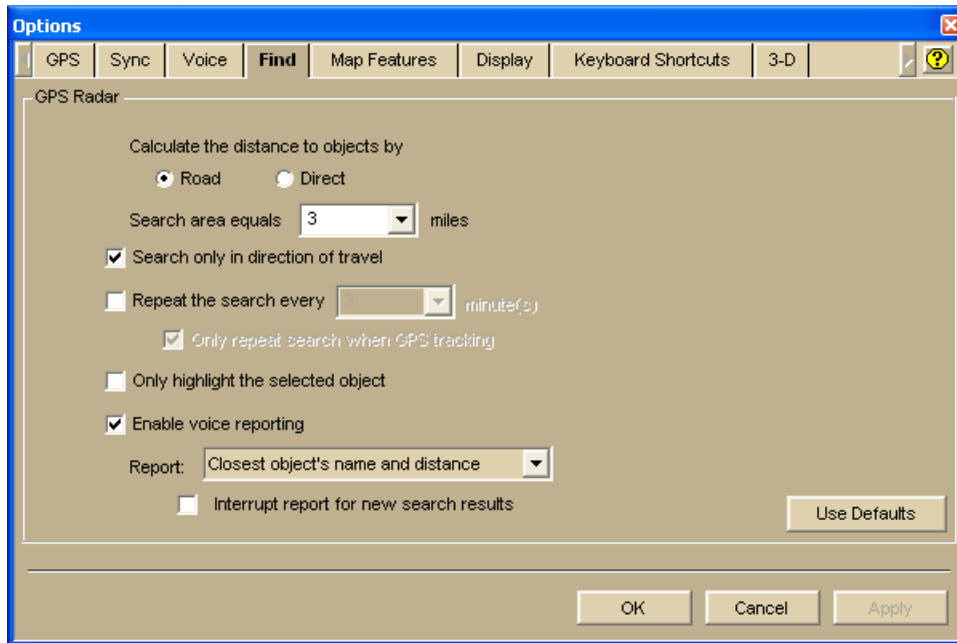 Options
GPS Sync Voice Find Map Features Display Keyboard Shortcuts 3-D ?
GPS Radar
Calculate the distance to objects by
Road Direct
Search area equals 3 miles
Search only in direction of travel
Repeat the search every 3 minute(s)
Only repeat search when GPS tracking
Only highlight the selected object
Enable voice reporting
Report: Closest object's name and distance
Interrupt report for new search results
Use Defaults
OK Cancel Apply